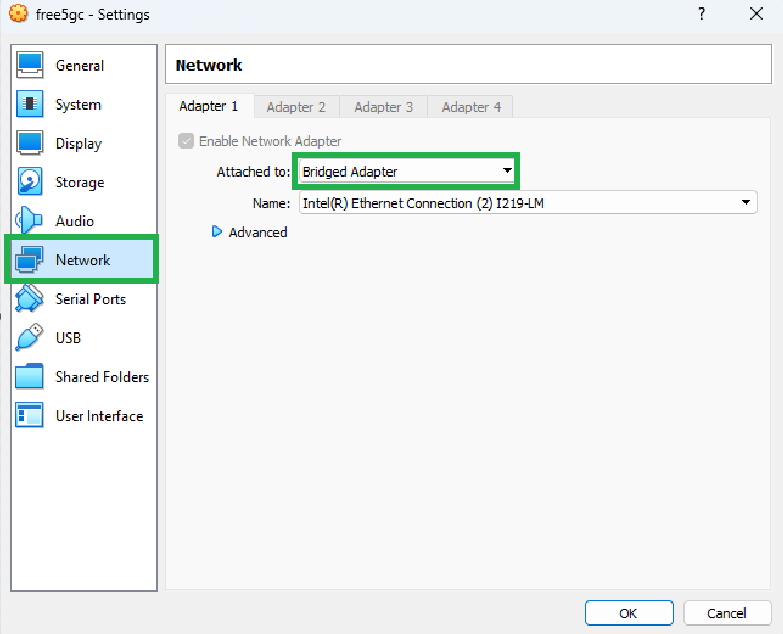 free5gc - Settings
?
General
System
Display
Storage
Audio
Network
Serial Ports
USB
Shared Folders
User Interface
Network
Adapter 1
Adapter 2
Adapter 3
Adapter 4
Enable Network Adapter
Attached to: Bridged Adapter
Name: Intel(R) Ethernet Connection (2) I219-LM
Advanced
OK
Cancel